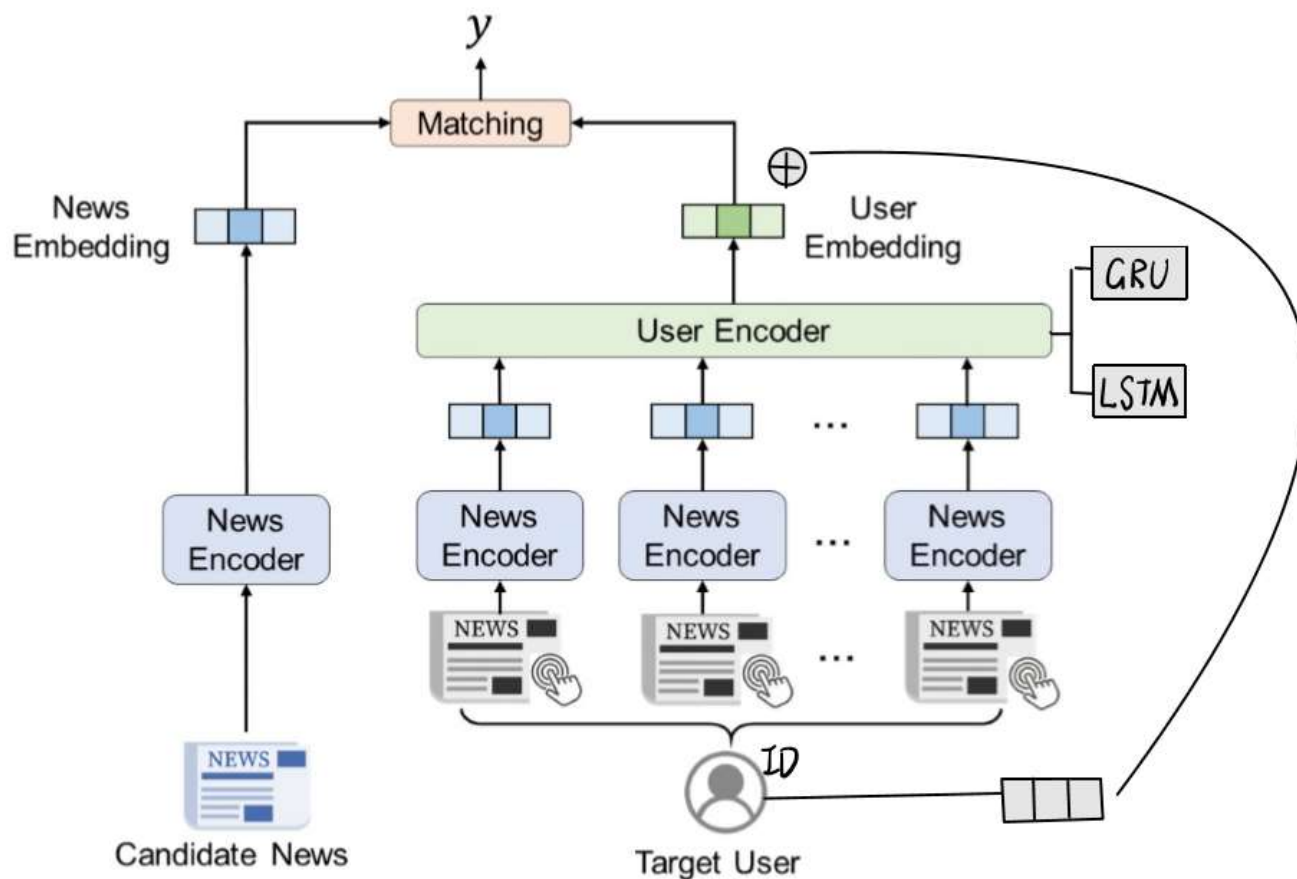 y
Matching
News
Embedding
⊕
User
Embedding
GRU
User Encoder
LSTM
...
News
Encoder
News
Encoder
News
Encoder
...
News
Encoder
NEWS
NEWS
...
NEWS
ID
NEWS
Candidate News
Target User